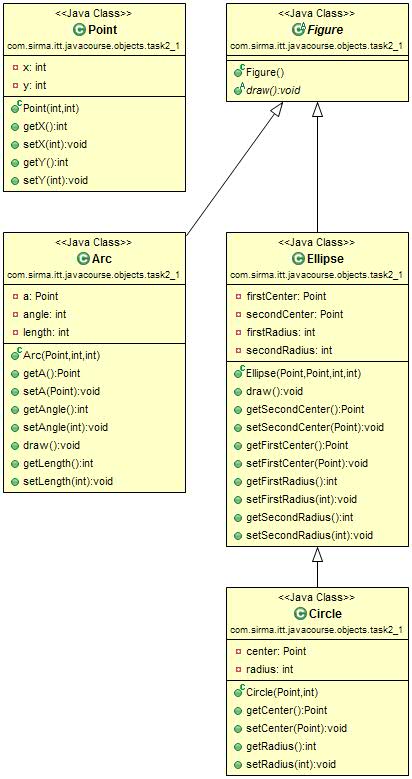 <<Java Class>>
Point
com.sirma.itt.javacourse.objects.task2_1
x: int
y: int
Point(int,int)
getX():int
setX(int):void
getY():int
setY(int):void
<<Java Class>>
Figure
com.sirma.itt.javacourse.objects.task2_1
Figure()
draw():void
<<Java Class>>
Arc
com.sirma.itt.javacourse.objects.task2_1
a: Point
angle: int
length: int
Arc(Point,int,int)
getA():Point
setA(Point):void
getAngle():int
setAngle(int):void
draw():void
getLength():int
setLength(int):void
<<Java Class>>
Ellipse
com.sirma.itt.javacourse.objects.task2_1
firstCenter: Point
secondCenter: Point
firstRadius: int
secondRadius: int
Ellipse(Point,Point,int,int)
draw():void
getSecondCenter():Point
setSecondCenter(Point):void
getFirstCenter():Point
setFirstCenter(Point):void
getFirstRadius():int
setFirstRadius(int):void
getSecondRadius():int
setSecondRadius(int):void
<<Java Class>>
Circle
com.sirma.itt.javacourse.objects.task2_1
center: Point
radius: int
Circle(Point,int)
getCenter():Point
setCenter(Point):void
getRadius():int
setRadius(int):void